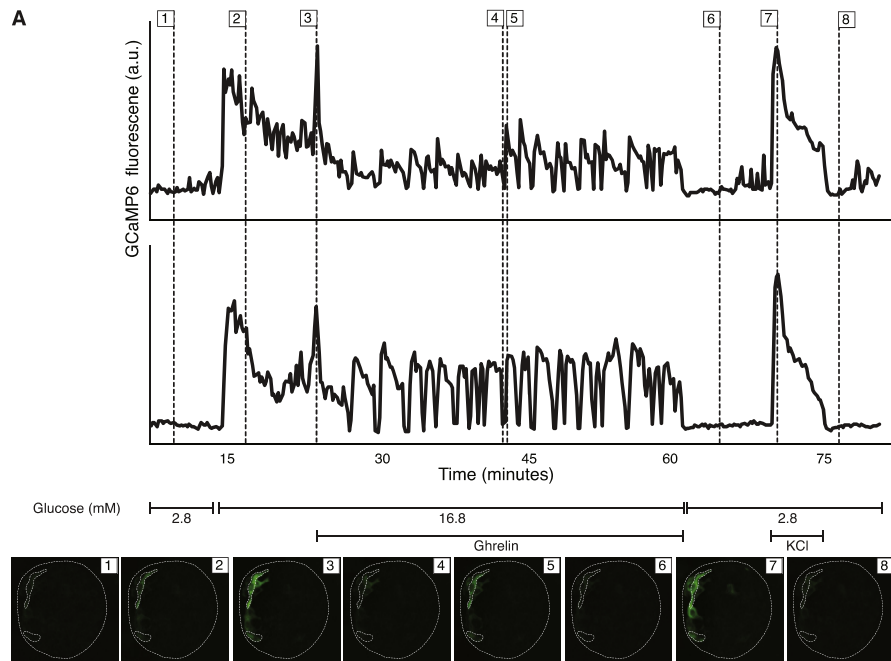 A
1 2 3 4 5 6 7 8
GCaMP6 fluorescene (a.u.)
15 30 45 60 75
Time (minutes)
Glucose (mM)
2.8 16.8 2.8
Ghrelin KCl
1 2 3 4 5 6 7 8